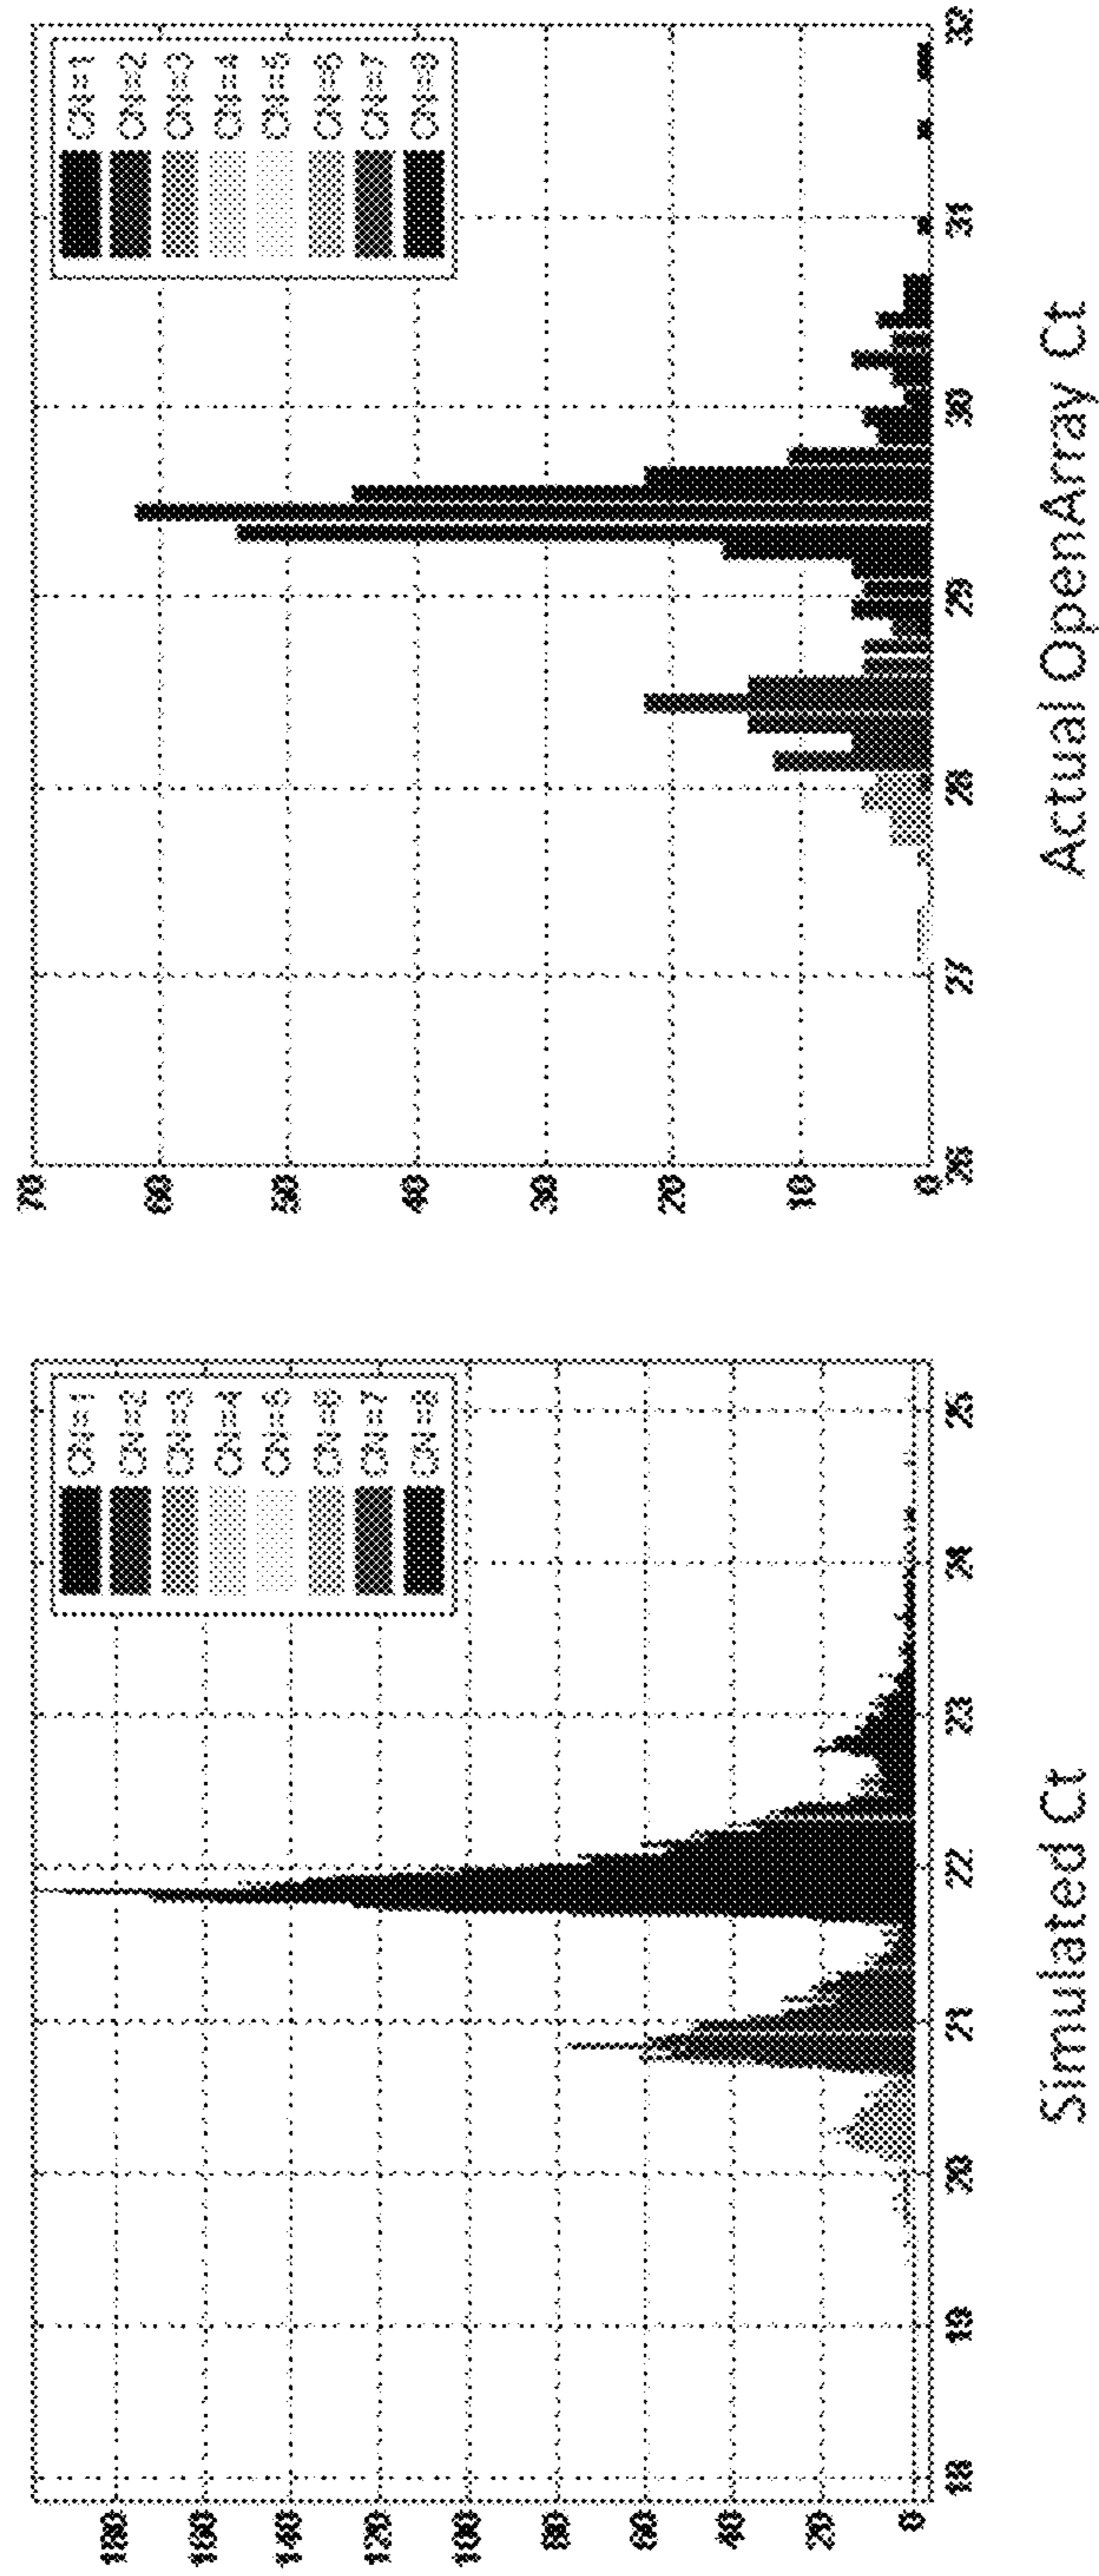 180
160
140
120
100
80
60
40
20
0
CN=1
CN=2
CN=3
CN=4
CN=5
CN=6
CN=7
CN=8
18
19
20
21
22
23
24
25
Simulated Ct
70
60
50
40
30
20
10
0
CN=1
CN=2
CN=3
CN=4
CN=5
CN=6
CN=7
CN=8
26
27
28
29
30
31
32
Actual OpenArray Ct